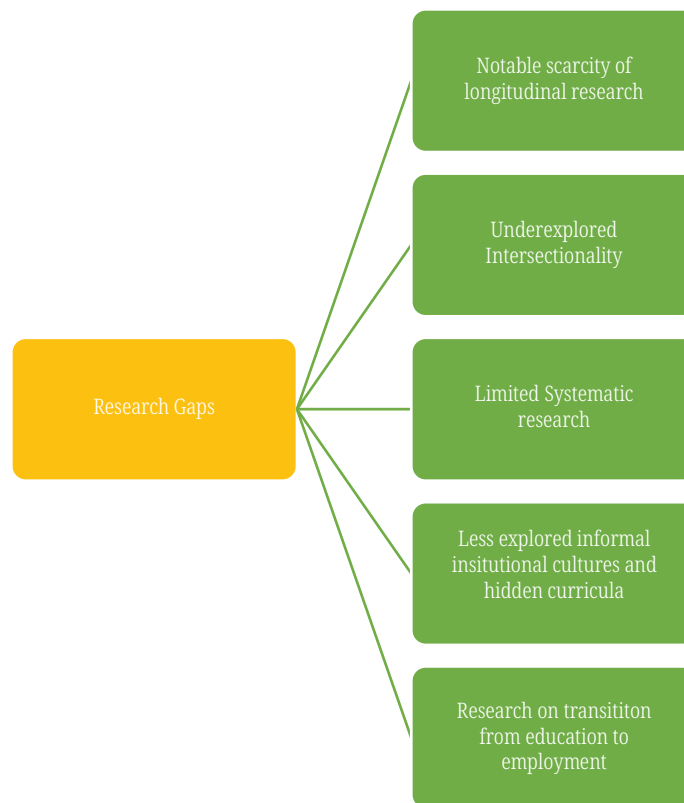 Notable scarcity of
longitudinal research
Underexplored
Intersectionality
Research Gaps
Limited Systematic
research
Less explored informal
insitutional cultures and
hidden curricula
Research on transititon
from education to
employment